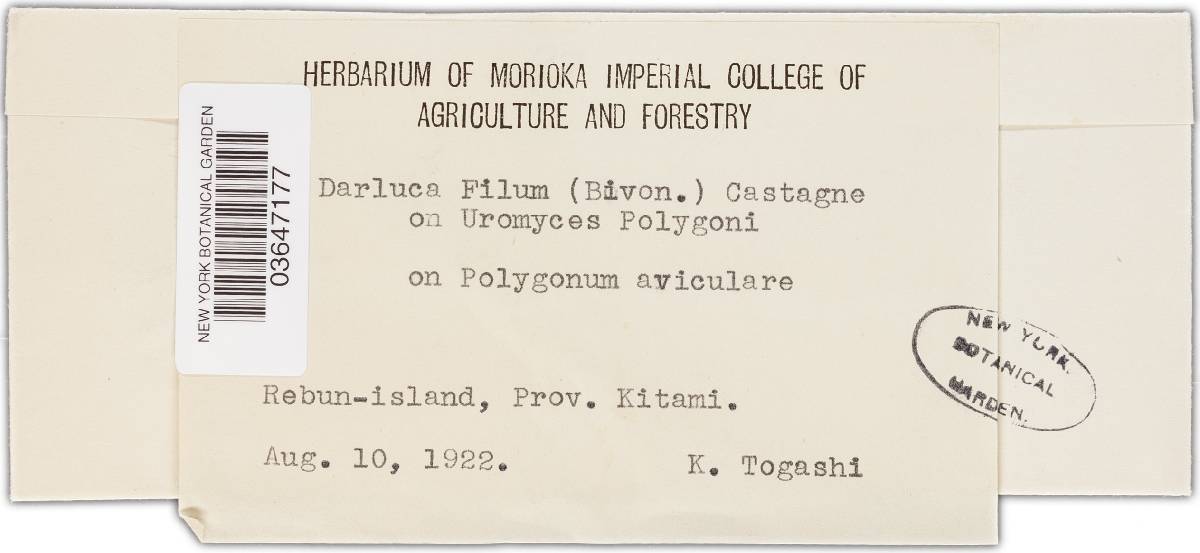 HERBARIUM OF MORIOKA IMPERIAL COLLEGE OF
AGRICULTURE AND FORESTRY
NEW YORK BOTANICAL GARDEN
03647177
Darluca Filum (Bivon.) Castagne
on Uromyces Polygoni
on Polygonum aviculare
NEW YORK
BOTANICAL
GARDEN.
Rebun-island, Prov. Kitami.
Aug. 10, 1922. K. Togashi